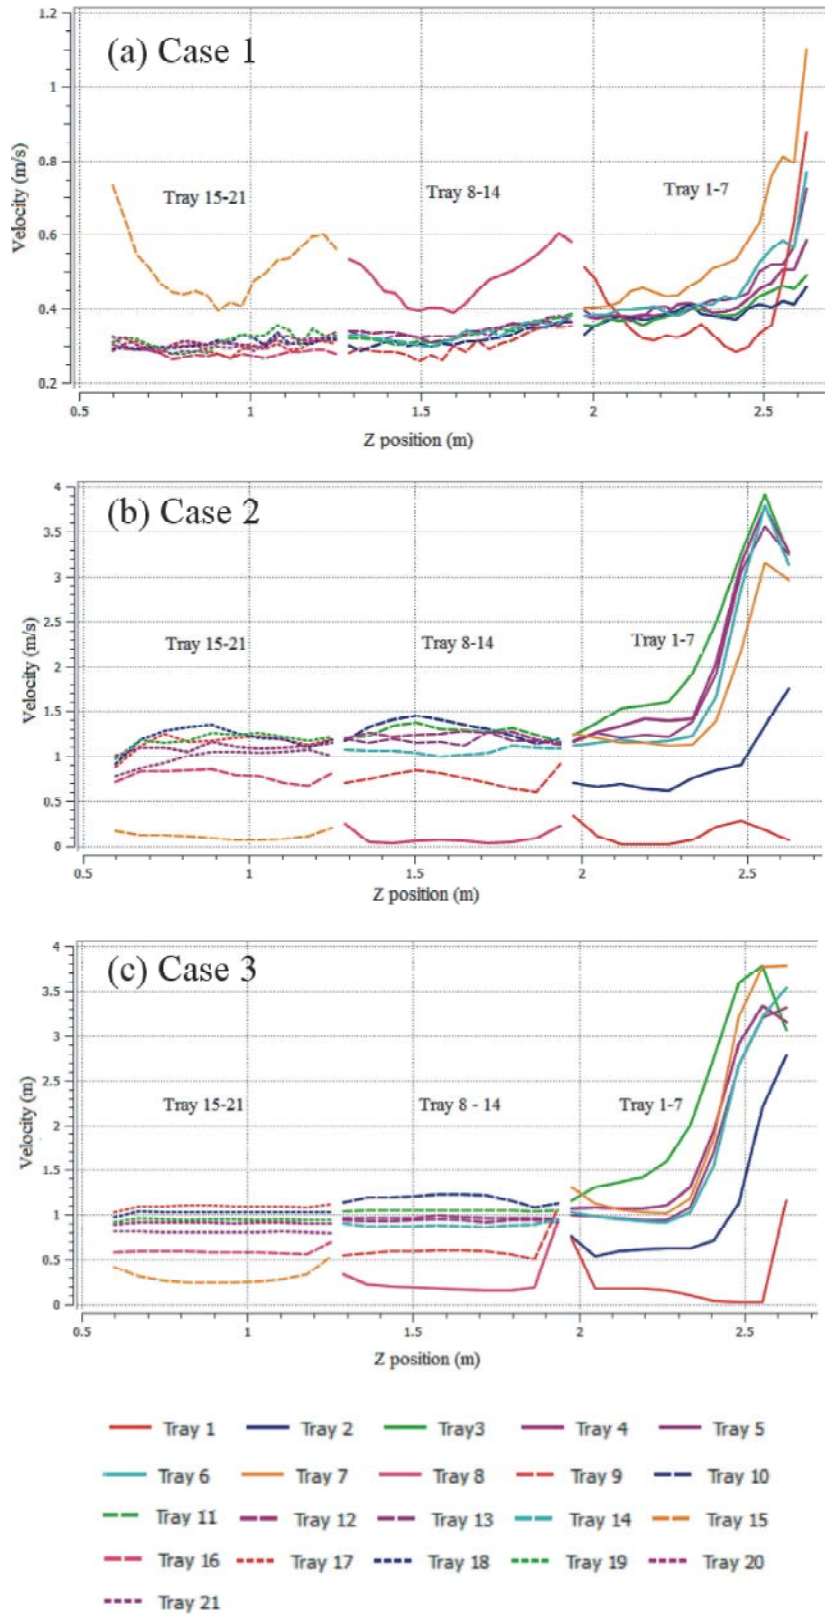 (a) Case 1
1.2
1
0.8
0.6
0.4
0.2
Velocity (m/s)
Tray 15-21
Tray 8-14
Tray 1-7
0.5
1
1.5
2
2.5
Z position (m)
(b) Case 2
4
3.5
3
2.5
2
1.5
1
0.5
0
Velocity (m/s)
Tray 15-21
Tray 8-14
Tray 1-7
0.5
1
1.5
2
2.5
Z position (m)
(c) Case 3
4
3.5
3
2.5
2
1.5
1
0.5
0
Velocity (m)
Tray 15-21
Tray 8 - 14
Tray 1-7
0.5
1
1.5
2
2.5
Z position (m)
Tray 1 Tray 2 Tray3 Tray 4 Tray 5
Tray 6 Tray 7 Tray 8 Tray 9 Tray 10
Tray 11 Tray 12 Tray 13 Tray 14 Tray 15
Tray 16 Tray 17 Tray 18 Tray 19 Tray 20
Tray 21